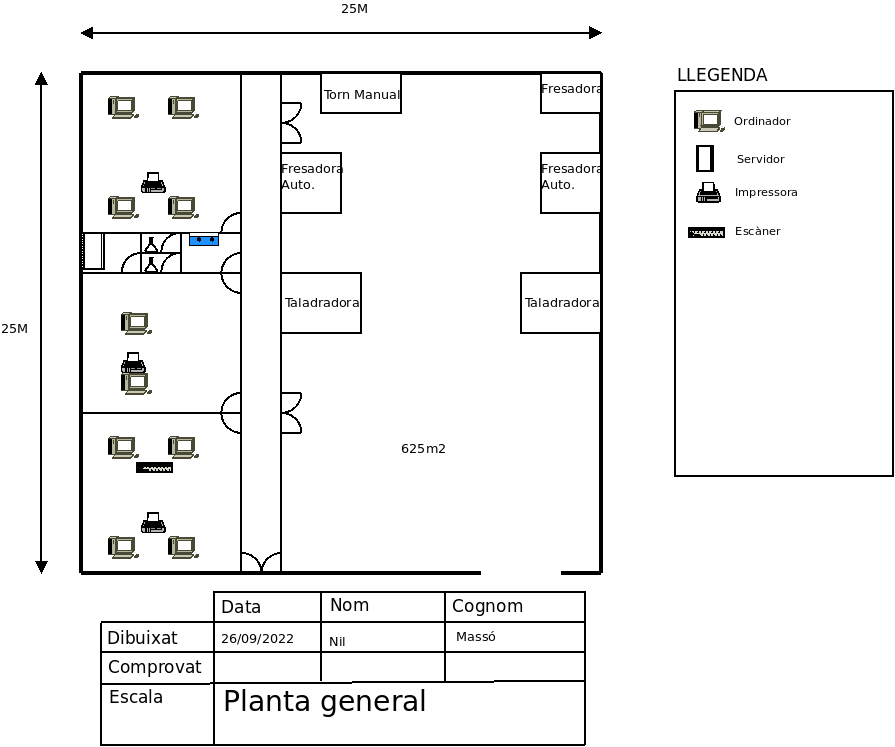 25M
LLEGENDA
Torn Manual
Fresadora
Ordinador
Servidor
Fresadora
Auto.
Fresadora
Auto.
Impressora
Escàner
Taladradora
Taladradora
25M
625m2
Data
Nom
Cognom
Dibuixat
26/09/2022
Nil
Massó
Comprovat
Escala
Planta general